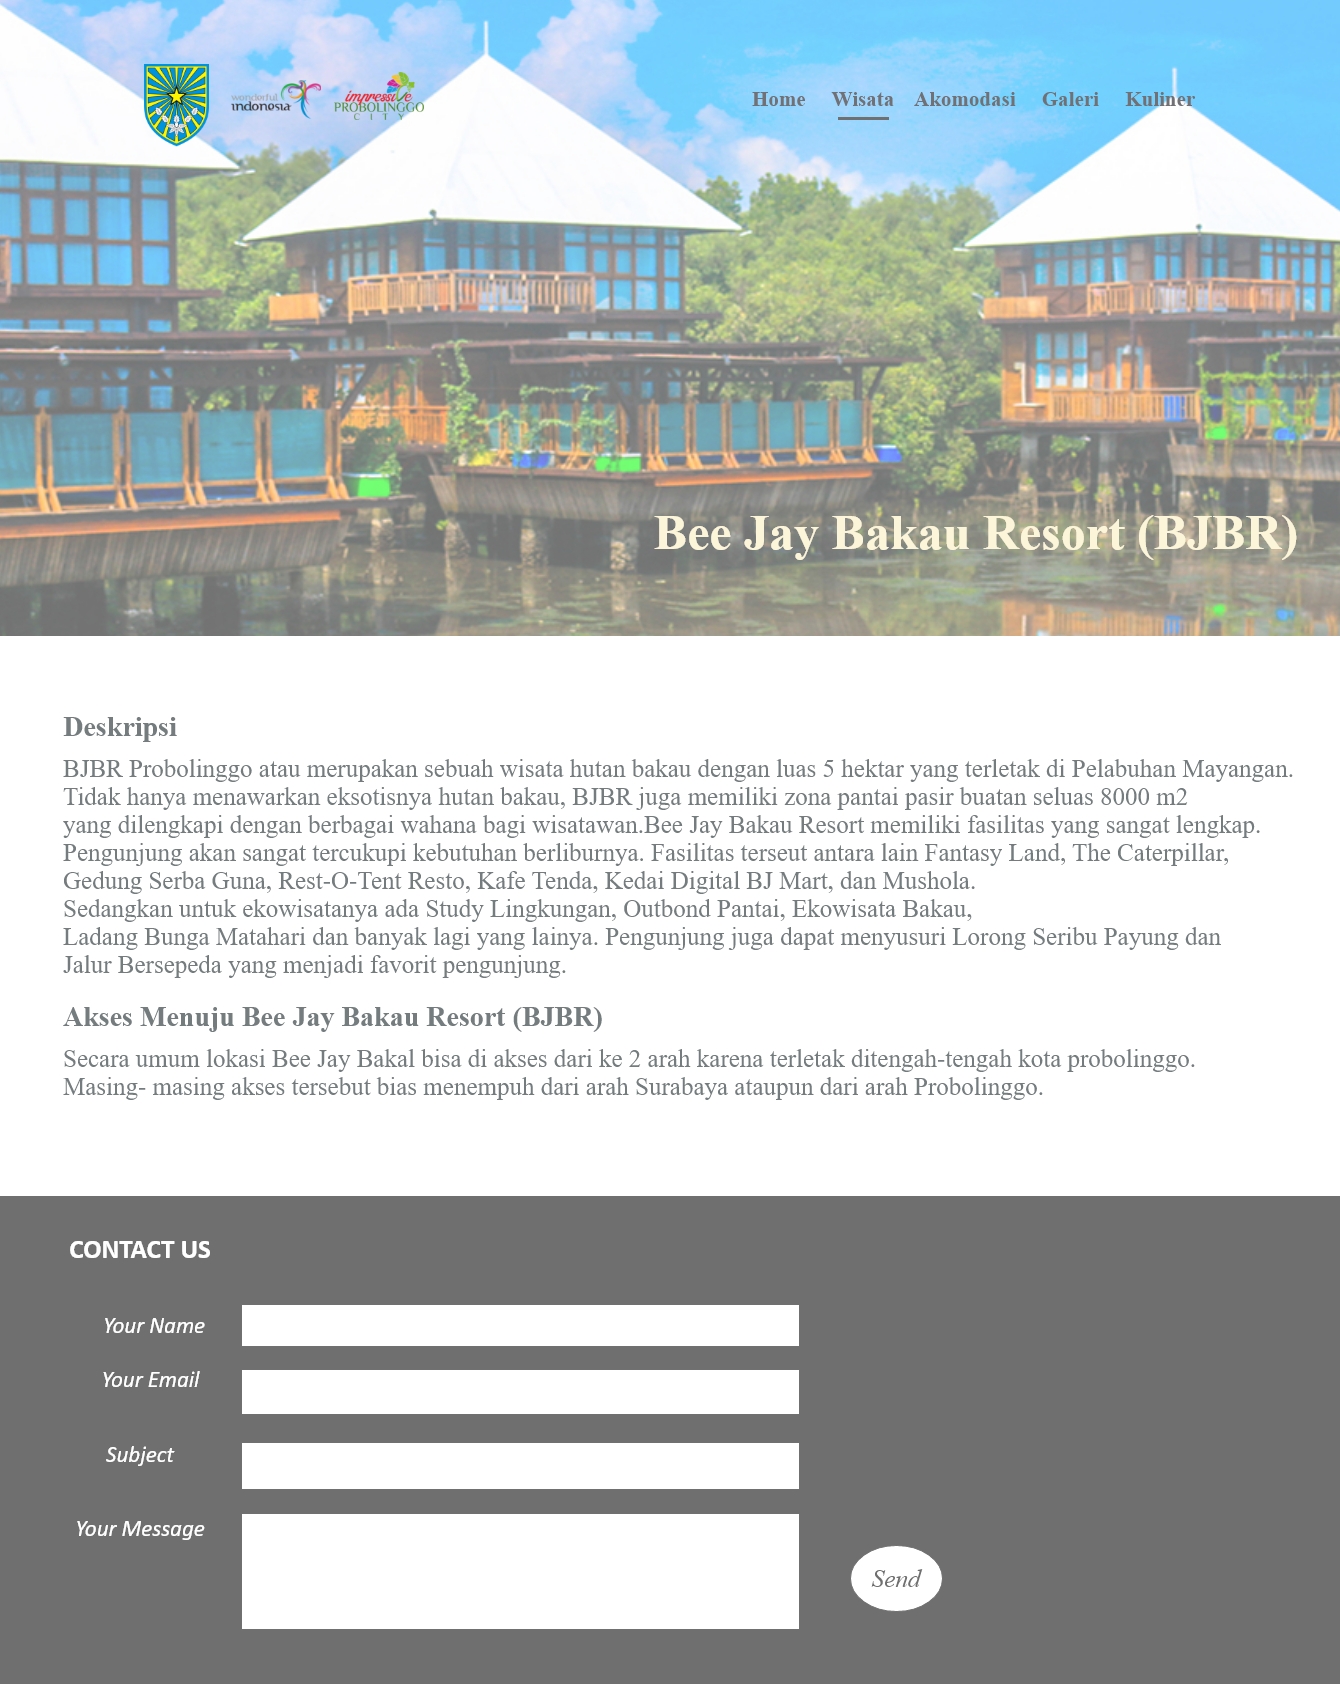 wonderful
indonesia
impressive
PROBOLINGGO
CITY
Home Wisata Akomodasi Galeri Kuliner
Bee Jay Bakau Resort (BJBR)
Deskripsi
BJBR Probolinggo atau merupakan sebuah wisata hutan bakau dengan luas 5 hektar yang terletak di Pelabuhan Mayangan.
Tidak hanya menawarkan eksotisnya hutan bakau, BJBR juga memiliki zona pantai pasir buatan seluas 8000 m2
yang dilengkapi dengan berbagai wahana bagi wisatawan.Bee Jay Bakau Resort memiliki fasilitas yang sangat lengkap.
Pengunjung akan sangat tercukupi kebutuhan berliburnya. Fasilitas terseut antara lain Fantasy Land, The Caterpillar,
Gedung Serba Guna, Rest-O-Tent Resto, Kafe Tenda, Kedai Digital BJ Mart, dan Mushola.
Sedangkan untuk ekowisatanya ada Study Lingkungan, Outbond Pantai, Ekowisata Bakau,
Ladang Bunga Matahari dan banyak lagi yang lainya. Pengunjung juga dapat menyusuri Lorong Seribu Payung dan
Jalur Bersepeda yang menjadi favorit pengunjung.
Akses Menuju Bee Jay Bakau Resort (BJBR)
Secara umum lokasi Bee Jay Bakal bisa di akses dari ke 2 arah karena terletak ditengah-tengah kota probolinggo.
Masing- masing akses tersebut bias menempuh dari arah Surabaya ataupun dari arah Probolinggo.
CONTACT US
Your Name
Your Email
Subject
Your Message
Send